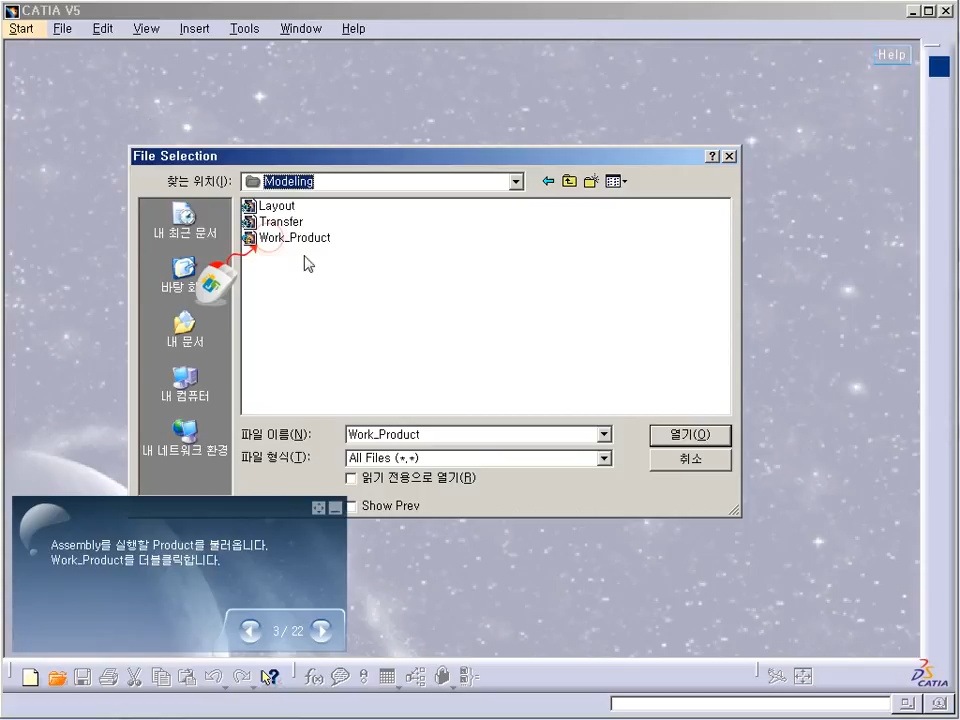 CATIA V5
Start File Edit View Insert Tools Window Help
Help
File Selection
찾는 위치(I): Modeling
Layout
Transfer
Work_Product
내 최근 문서
바탕 화
내 문서
내 컴퓨터
내 네트워크 환경
파일 이름(N): Work_Product 열기(O)
파일 형식(T): All Files (*.*) 취소
읽기 전용으로 열기(R)
Show Prev
Assembly를 실행할 Product를 불러옵니다.
Work_Product를 더블클릭합니다.
3 / 22
f(x)
CATIA